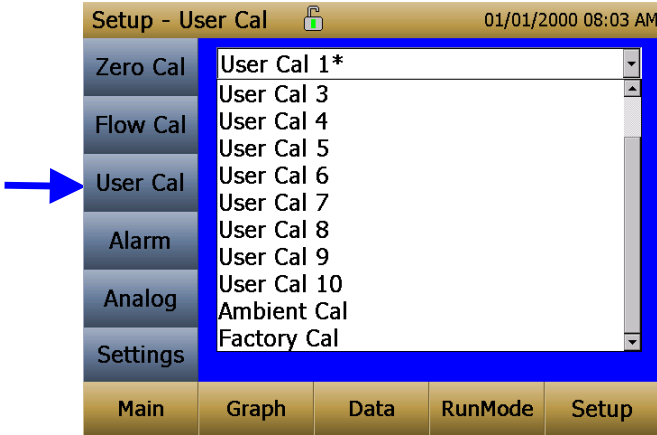 Setup - User Cal 01/01/2000 08:03 AM
Zero Cal
Flow Cal
User Cal
Alarm
Analog
Settings
User Cal 1*
User Cal 3
User Cal 4
User Cal 5
User Cal 6
User Cal 7
User Cal 8
User Cal 9
User Cal 10
Ambient Cal
Factory Cal
Main Graph Data RunMode Setup